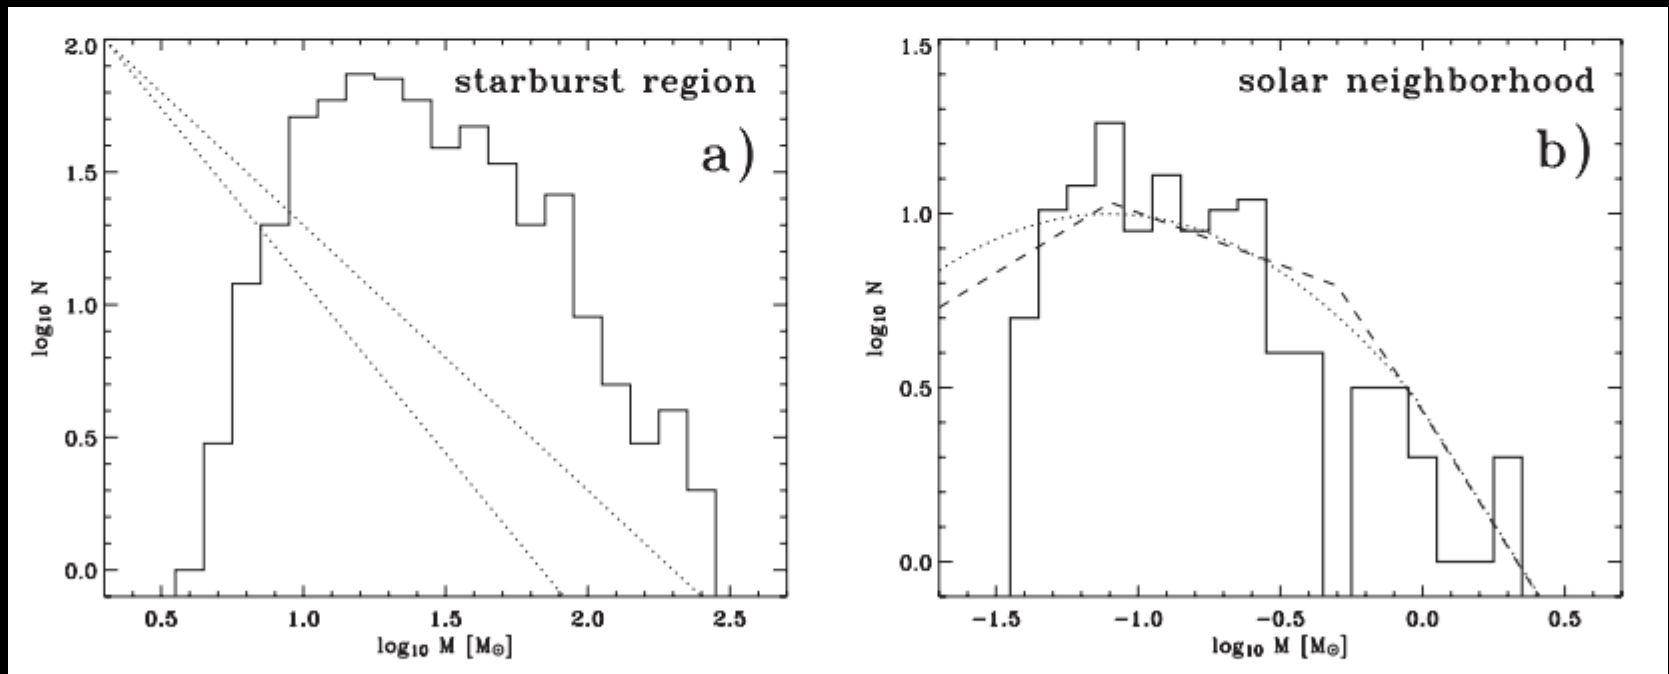 starburst region
a)
2.0
1.5
1.0
0.5
0.0
log₁₀ N
0.5 1.0 1.5 2.0 2.5
log₁₀ M [M☉]
solar neighborhood
b)
1.5
1.0
0.5
0.0
log₁₀ N
−1.5 −1.0 −0.5 0.0 0.5
log₁₀ M [M☉]